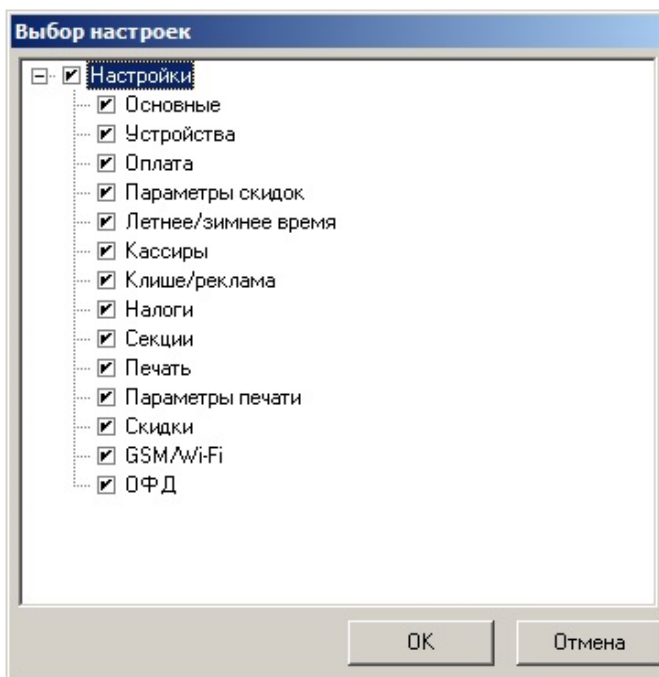 Выбор настроек
Настройки
Основные
Устройства
Оплата
Параметры скидок
Летнее/зимнее время
Кассиры
Клише/реклама
Налоги
Секции
Печать
Параметры печати
Скидки
GSM/Wi-Fi
ОФД
OK
Отмена